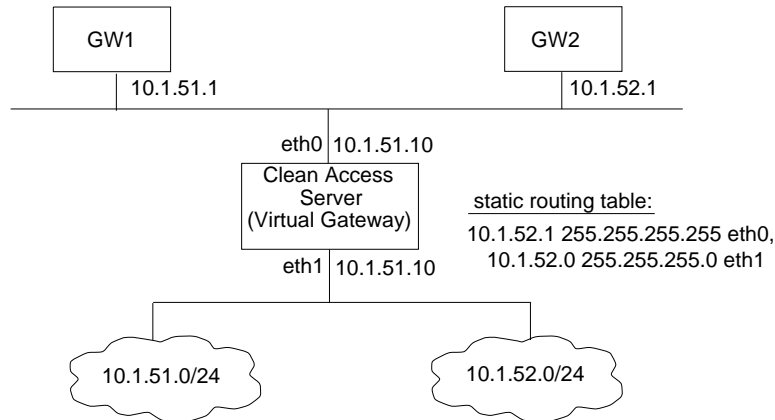 GW1
GW2
10.1.51.1
10.1.52.1
eth0
10.1.51.10
Clean Access
Server
(Virtual Gateway)
static routing table:
10.1.52.1 255.255.255.255 eth0,
10.1.52.0 255.255.255.0 eth1
eth1
10.1.51.10
10.1.51.0/24
10.1.52.0/24